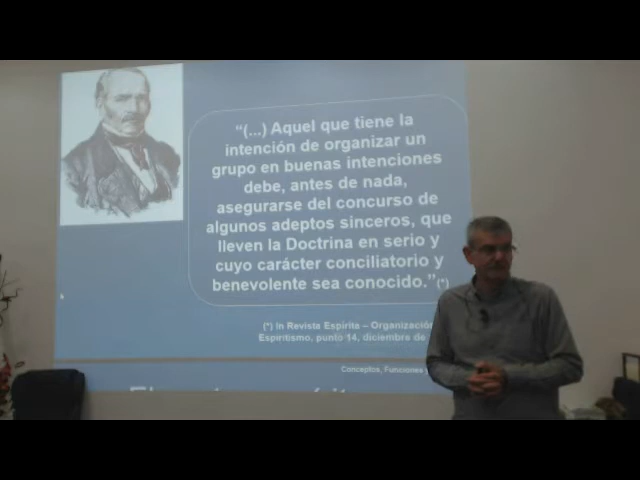 “(...) Aquel que tiene la
intención de organizar un
grupo en buenas intenciones
debe, antes de nada,
asegurarse del concurso de
algunos adeptos sinceros, que
lleven la Doctrina en serio y
cuyo carácter conciliatorio y
benevolente sea conocido.”(*)
(*) In Revista Espírita – Organización
Espiritismo, punto 14, diciembre de
Conceptos, Funciones y